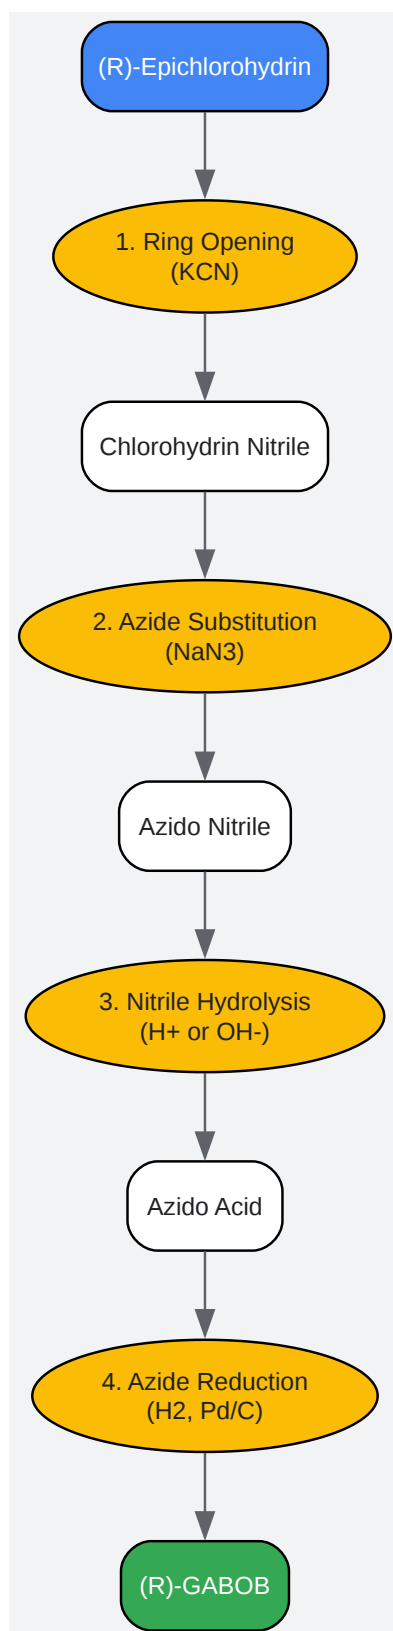 (R)-Epichlorohydrin
1. Ring Opening
(KCN)
Chlorohydrin Nitrile
2. Azide Substitution
(NaN3)
Azido Nitrile
3. Nitrile Hydrolysis
(H+ or OH-)
Azido Acid
4. Azide Reduction
(H2, Pd/C)
(R)-GABOB